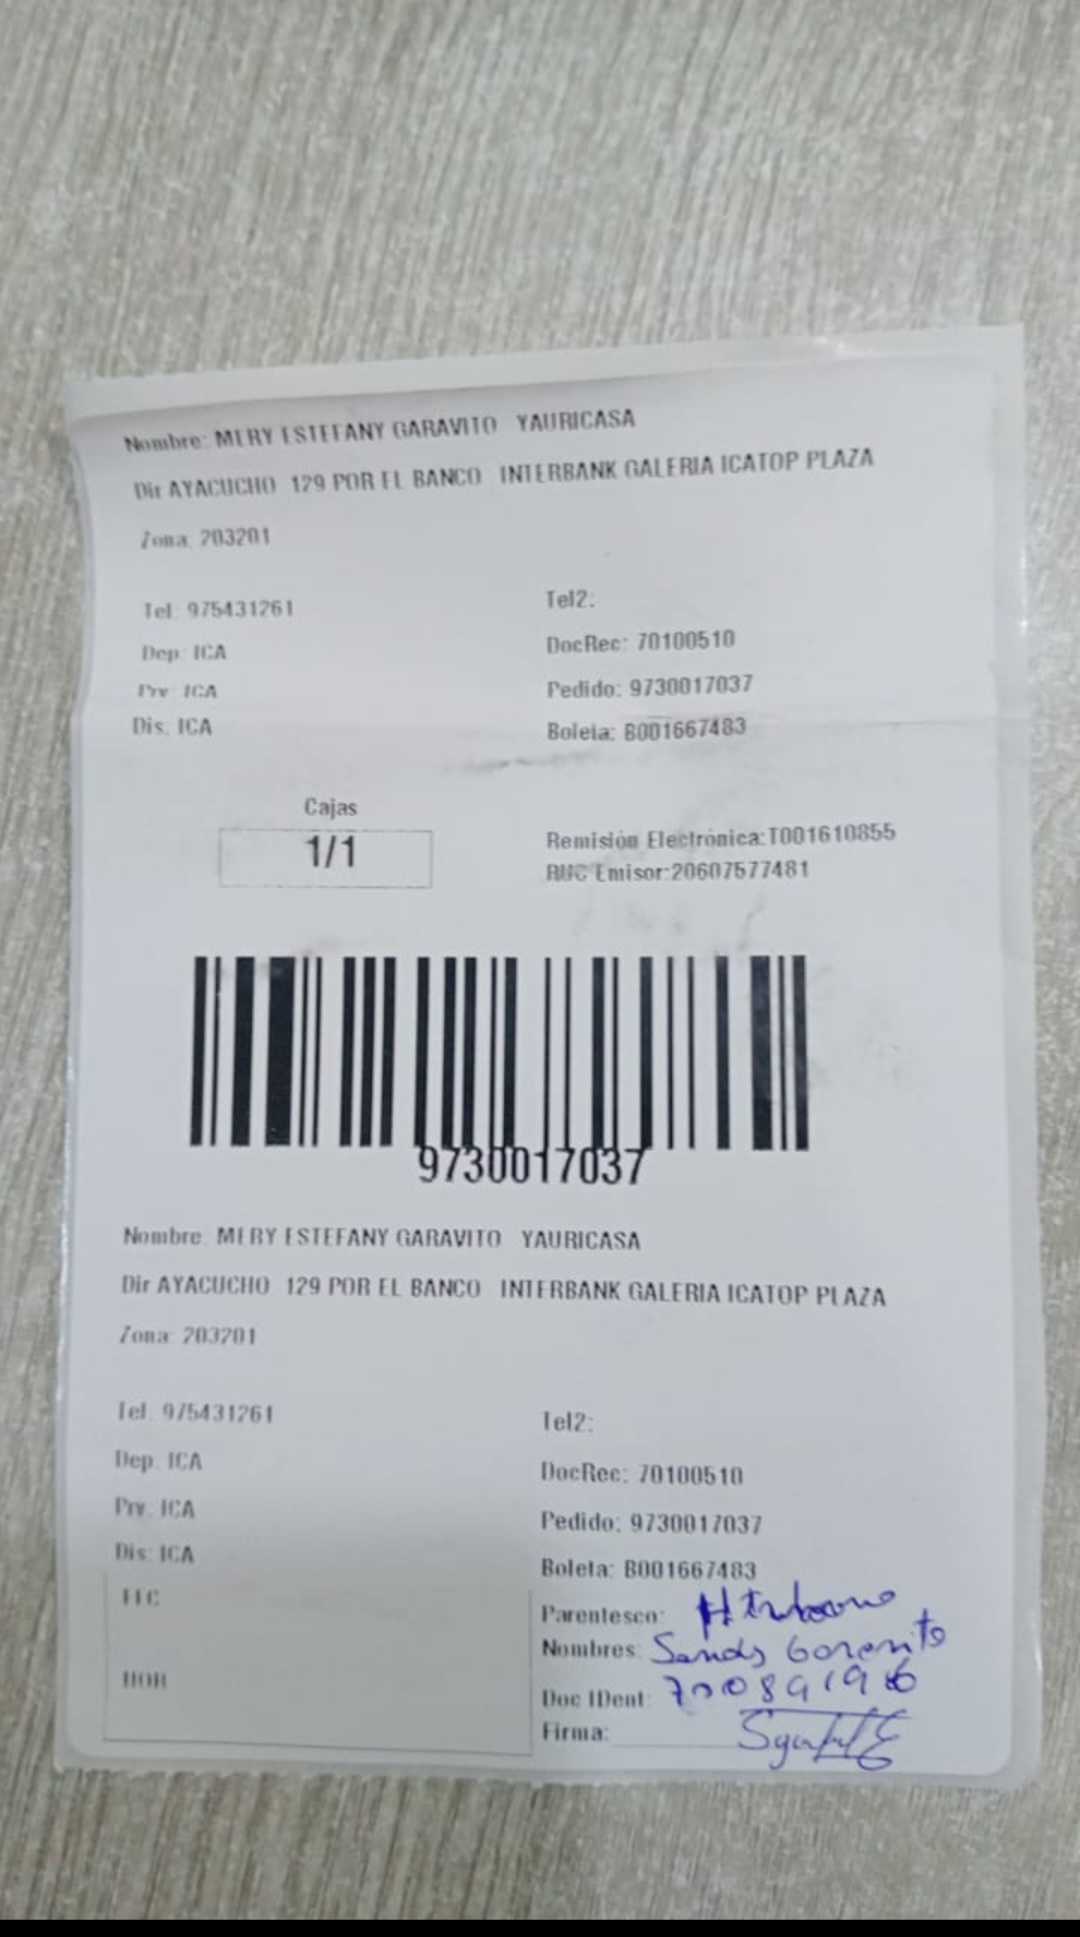 Nombre: MERY ESTEFANY GARAVITO YAURICASA
Dir AYACUCHO 129 POR EL BANCO INTERBANK GALERIA ICATOP PLAZA
Zona: 203201
Tel: 975431261 Tel2:
Dep: ICA DocRec: 70100510
Prv: ICA Pedido: 9730017037
Dis: ICA Boleta: B001667483
Cajas
1/1
Remisión Electrónica:T001610855
RUC Emisor:20607577481
9730017037
Nombre: MERY ESTEFANY GARAVITO YAURICASA
Dir AYACUCHO 129 POR EL BANCO INTERBANK GALERIA ICATOP PLAZA
Zona: 203201
Tel: 975431261 Tel2:
Dep: ICA DocRec: 70100510
Prv: ICA Pedido: 9730017037
Dis: ICA Boleta: B001667483
FEC
HOR
Parentesco:
Nombres:
Doc IDent:
Firma: